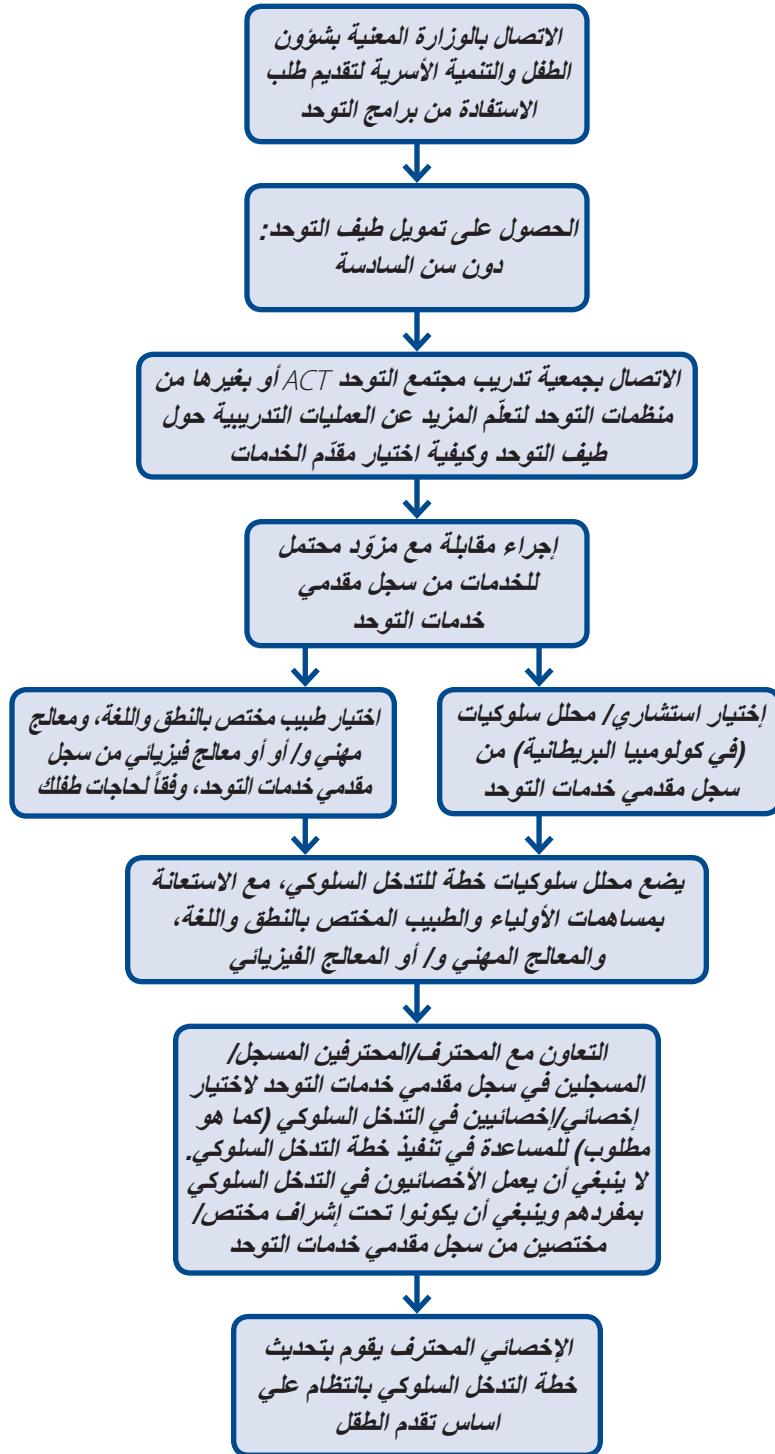 الاتصال بالوزارة المعنية بشؤون
الطفل والتنمية الأسرية لتقديم طلب
الاستفادة من برامج التوحد
الحصول على تمويل طيف التوحد:
دون سن السادسة
الاتصال بجمعية تدريب مجتمع التوحد ACT أو بغيرها من
منظمات التوحد لتعلّم المزيد عن العمليات التدريبية حول
طيف التوحد وكيفية اختيار مقدّم الخدمات
إجراء مقابلة مع مزوّد محتمل
للخدمات من سجل مقدمي
خدمات التوحد
إختيار استشاري/ محلل سلوكيات
(في كولومبيا البريطانية) من
سجل مقدمي خدمات التوحد
اختيار طبيب مختص بالنطق واللغة، ومعالج
مهني و/ أو أو معالج فيزيائي من سجل
مقدمي خدمات التوحد، وفقاً لحاجات طفلك
يضع محلل سلوكيات خطة للتدخل السلوكي، مع الاستعانة
بمساهمات الأولياء والطبيب المختص بالنطق واللغة،
والمعالج المهني و/ أو المعالج الفيزيائي
التعاون مع المحترف/المحترفين المسجل/
المسجلين في سجل مقدمي خدمات التوحد لاختيار
إخصائي/إخصائيين في التدخل السلوكي (كما هو
مطلوب) للمساعدة في تنفيذ خطة التدخل السلوكي.
لا ينبغي أن يعمل الأخصائيون في التدخل السلوكي
بمفردهم وينبغي أن يكونوا تحت إشراف مختص/
مختصين من سجل مقدمي خدمات التوحد
الإخصائي المحترف يقوم بتحديث
خطة التدخل السلوكي بانتظام علي
اساس تقدم الطقل